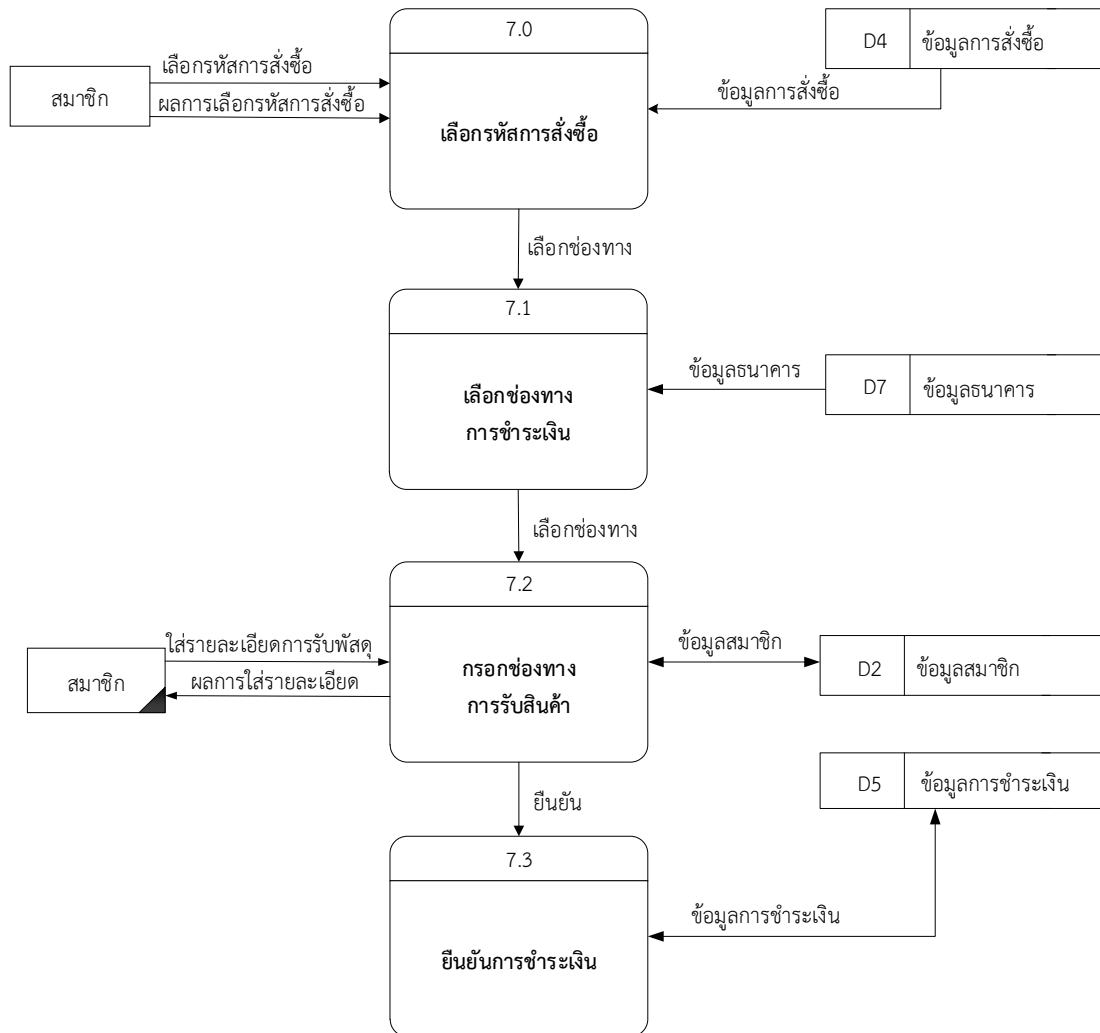 7.0
D4
ข้อมูลการสั่งซื้อ
สมาชิก
เลือกรหัสการสั่งซื้อ
ผลการเลือกรหัสการสั่งซื้อ
เลือกรหัสการสั่งซื้อ
ข้อมูลการสั่งซื้อ
เลือกช่องทาง
7.1
เลือกช่องทาง
การชำระเงิน
ข้อมูลธนาคาร
D7
ข้อมูลธนาคาร
เลือกช่องทาง
7.2
สมาชิก
ใส่รายละเอียดการรับพัสดุ
ผลการใส่รายละเอียด
กรอกช่องทาง
การรับสินค้า
ข้อมูลสมาชิก
D2
ข้อมูลสมาชิก
ยืนยัน
D5
ข้อมูลการชำระเงิน
7.3
ยืนยันการชำระเงิน
ข้อมูลการชำระเงิน